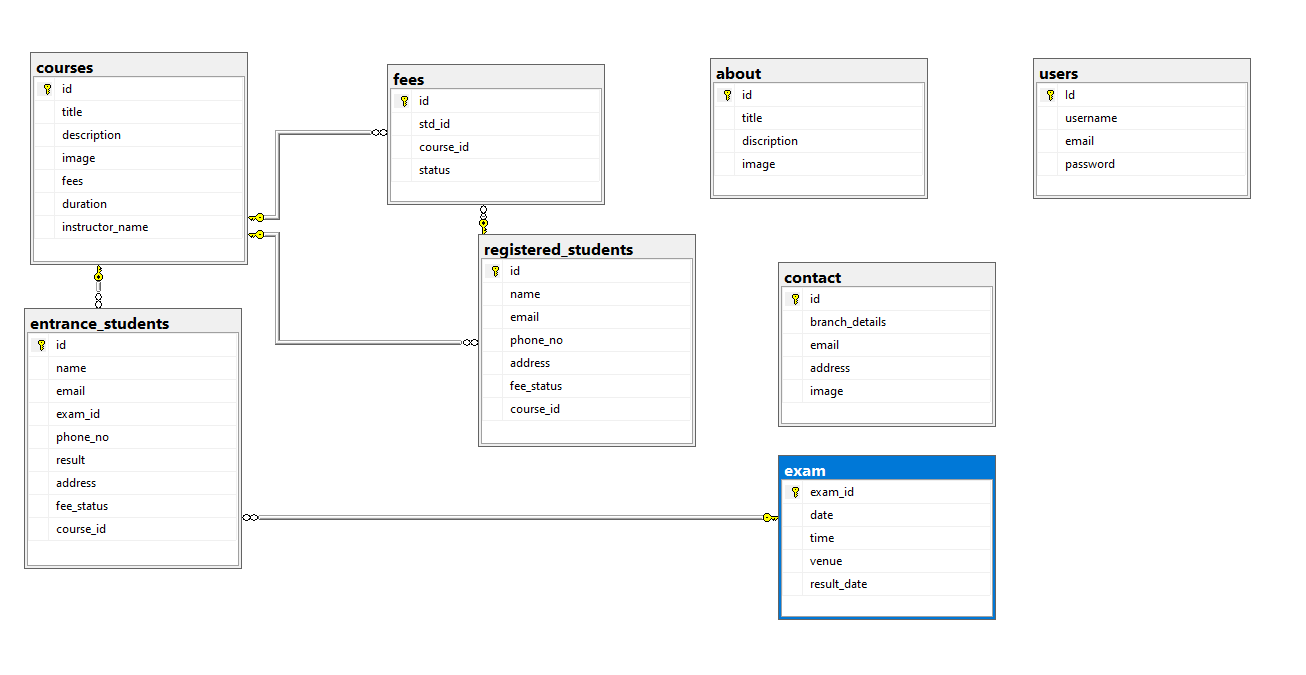 courses
id
title
description
image
fees
duration
instructor_name
fees
id
std_id
course_id
status
about
id
title
discription
image
users
Id
username
email
password
registered_students
id
name
email
phone_no
address
fee_status
course_id
contact
id
branch_details
email
address
image
entrance_students
id
name
email
exam_id
phone_no
result
address
fee_status
course_id
exam
exam_id
date
time
venue
result_date